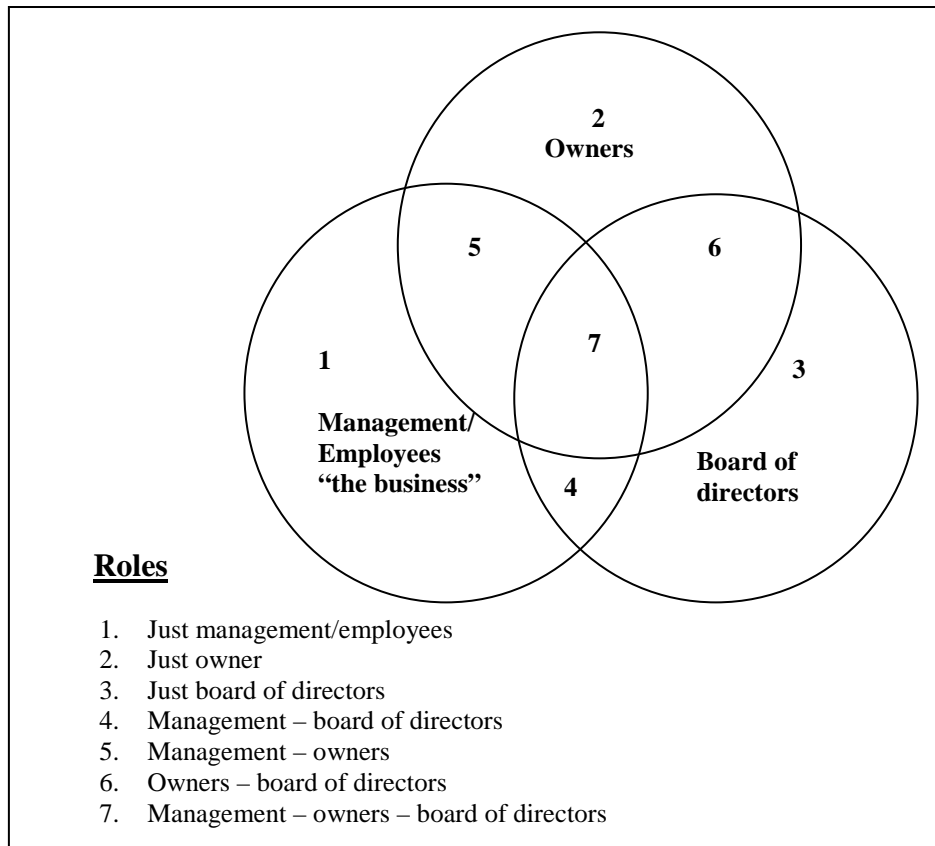 2
Owners
5
6
7
1
3
Management/
Employees
“the business”
Board of
directors
4
Roles
1. Just management/employees
2. Just owner
3. Just board of directors
4. Management – board of directors
5. Management – owners
6. Owners – board of directors
7. Management – owners – board of directors